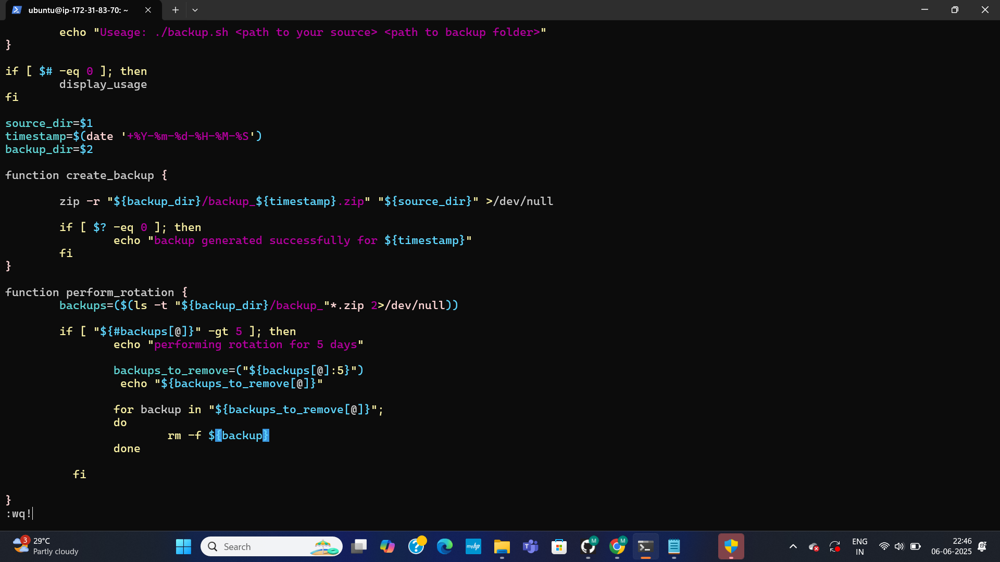 ubuntu@ip-172-31-83-70: ~
echo "Useage: ./backup.sh <path to your source> <path to backup folder>"
}
if [ $# -eq 0 ]; then
display_usage
fi
source_dir=$1
timestamp=$(date '+%Y-%m-%d-%H-%M-%S')
backup_dir=$2
function create_backup {
zip -r "${backup_dir}/backup_${timestamp}.zip" "${source_dir}" >/dev/null
if [ $? -eq 0 ]; then
echo "backup generated successfully for ${timestamp}"
fi
}
function perform_rotation {
backups=($(ls -t "${backup_dir}/backup_"*.zip 2>/dev/null))
if [ "${#backups[@]}" -gt 5 ]; then
echo "performing rotation for 5 days"
backups_to_remove=("${backups[@]:5}")
echo "${backups_to_remove[@]}"
for backup in "${backups_to_remove[@]}";
do
rm -f ${backup}
done
fi
}
:wq!
3
29°C
Partly cloudy
Search
myhp
M
M
ENG
IN
22:46
06-06-2025